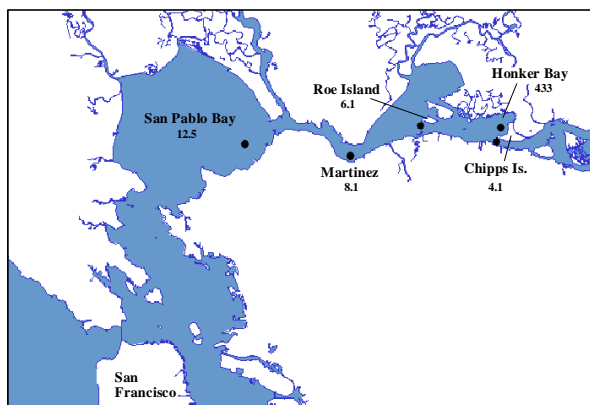 Honker Bay
433
Roe Island
6.1
San Pablo Bay
12.5
Martinez
8.1
Chipps Is.
4.1
San
Francisco